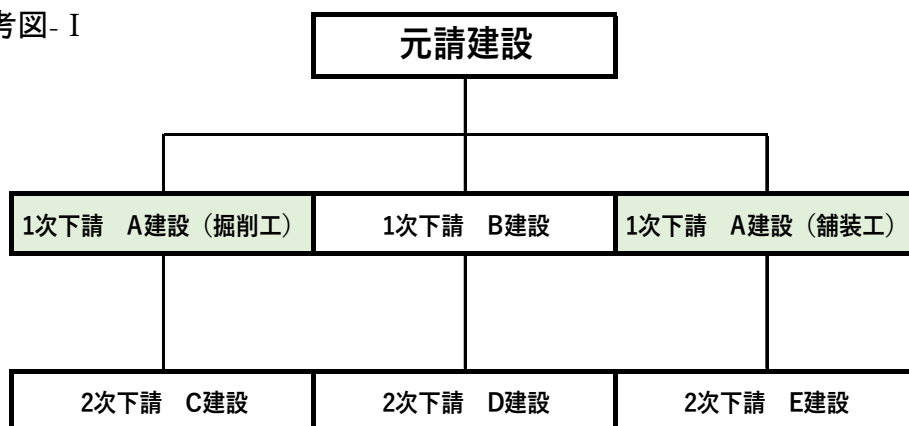 考図-Ⅰ
元請建設
1次下請　A建設（掘削工）
1次下請　B建設
1次下請　A建設（舗装工）
2次下請　C建設
2次下請　D建設
2次下請　E建設